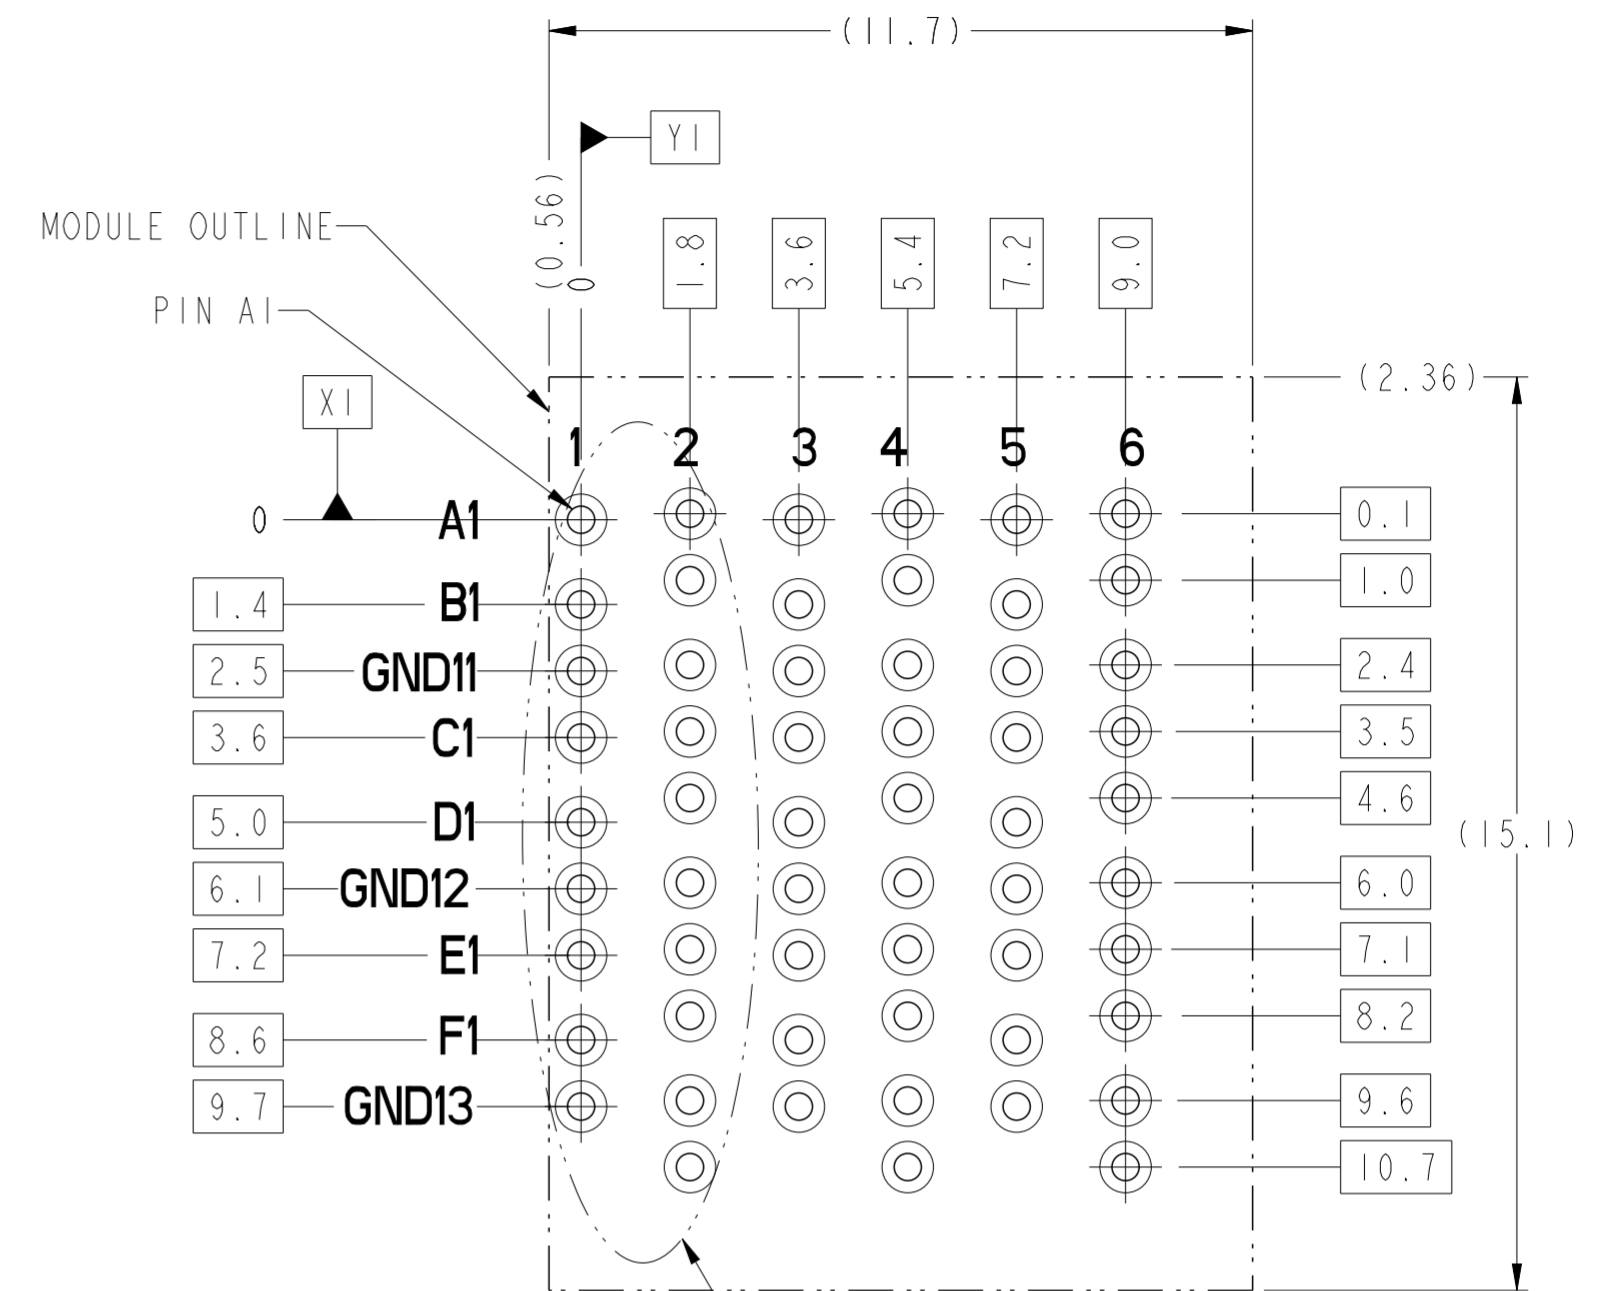 (11.7)
Y1
(0.56)
0
1.8
3.6
5.4
7.2
9.0
MODULE OUTLINE
PIN A1
X1
(2.36)
1 2 3 4 5 6
0 A1 0.1
1.0
1.4 B1
2.5 GND11 2.4
3.6 C1 3.5
4.6
5.0 D1
(15.1)
6.1 GND12 6.0
7.2 E1 7.1
8.2
8.6 F1
9.7 GND13 9.6
10.7